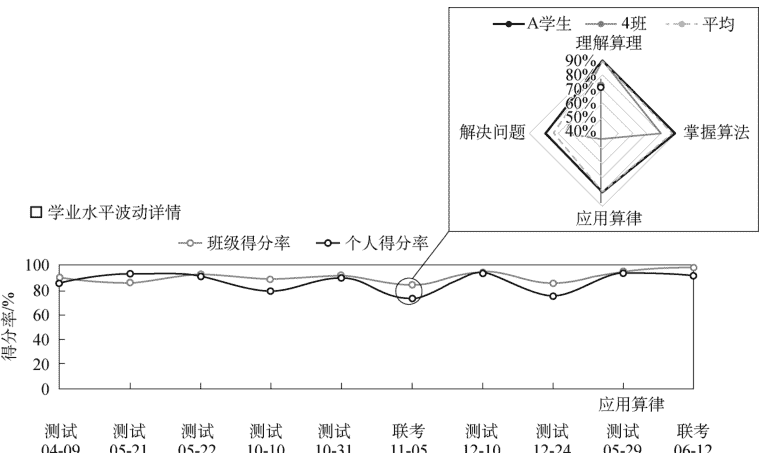 A学生 4班 平均
理解算理
90%
80%
70%
60%
50%
40%
解决问题
掌握算法
应用算律
学业水平波动详情
班级得分率 个人得分率
得分率/%
100
80
60
40
20
0
应用算律
测试 测试 测试 测试 测试 联考 测试 测试 测试 联考
04-09 05-21 05-22 10-10 10-31 11-05 12-10 12-24 05-29 06-12